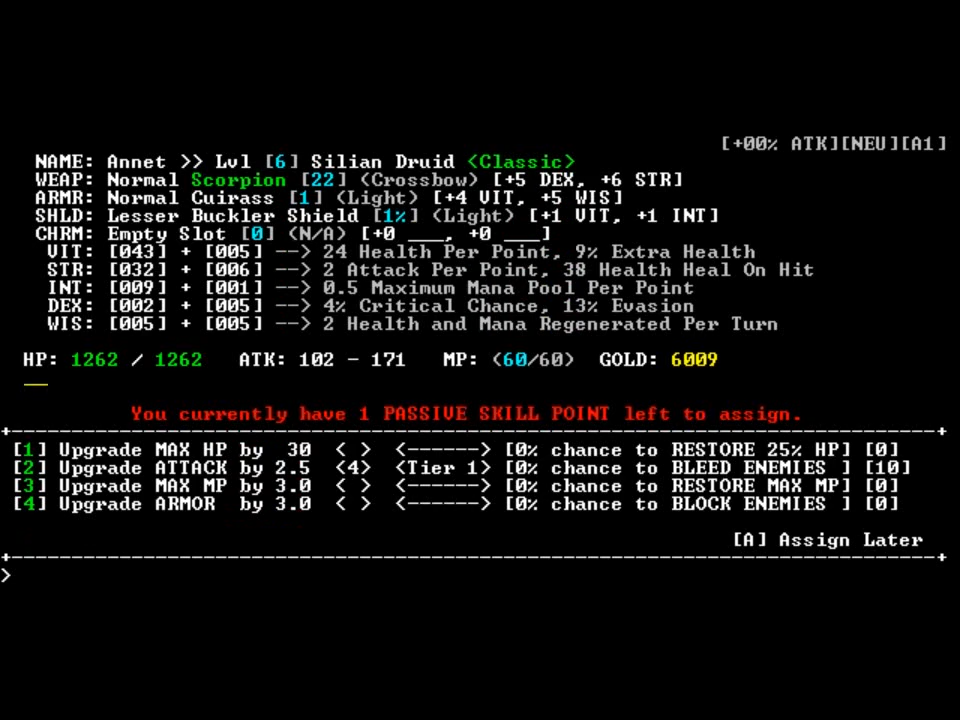 [+00% ATK][NEU][A1]
NAME: Annet >> Lvl [6] Silian Druid <Classic>
WEAP: Normal Scorpion [22] (Crossbow) [+5 DEX, +6 STR]
ARMR: Normal Cuirass [1] (Light) [+4 VIT, +5 WIS]
SHLD: Lesser Buckler Shield [1%] (Light) [+1 VIT, +1 INT]
CHRM: Empty Slot [0] (N/A) [+0 ___, +0 ___]
VIT: [043] + [005] --> 24 Health Per Point, 9% Extra Health
STR: [032] + [006] --> 2 Attack Per Point, 38 Health Heal On Hit
INT: [009] + [001] --> 0.5 Maximum Mana Pool Per Point
DEX: [002] + [005] --> 4% Critical Chance, 13% Evasion
WIS: [005] + [005] --> 2 Health and Mana Regenerated Per Turn
HP: 1262 / 1262 ATK: 102 - 171 MP: (60/60) GOLD: 6009
You currently have 1 PASSIVE SKILL POINT left to assign.
[1] Upgrade MAX HP by 30 < > <------> [0% chance to RESTORE 25% HP] [0]
[2] Upgrade ATTACK by 2.5 <4> <Tier 1> [0% chance to BLEED ENEMIES ] [10]
[3] Upgrade MAX MP by 3.0 < > <------> [0% chance to RESTORE MAX MP] [0]
[4] Upgrade ARMOR by 3.0 < > <------> [0% chance to BLOCK ENEMIES ] [0]
[A] Assign Later
>